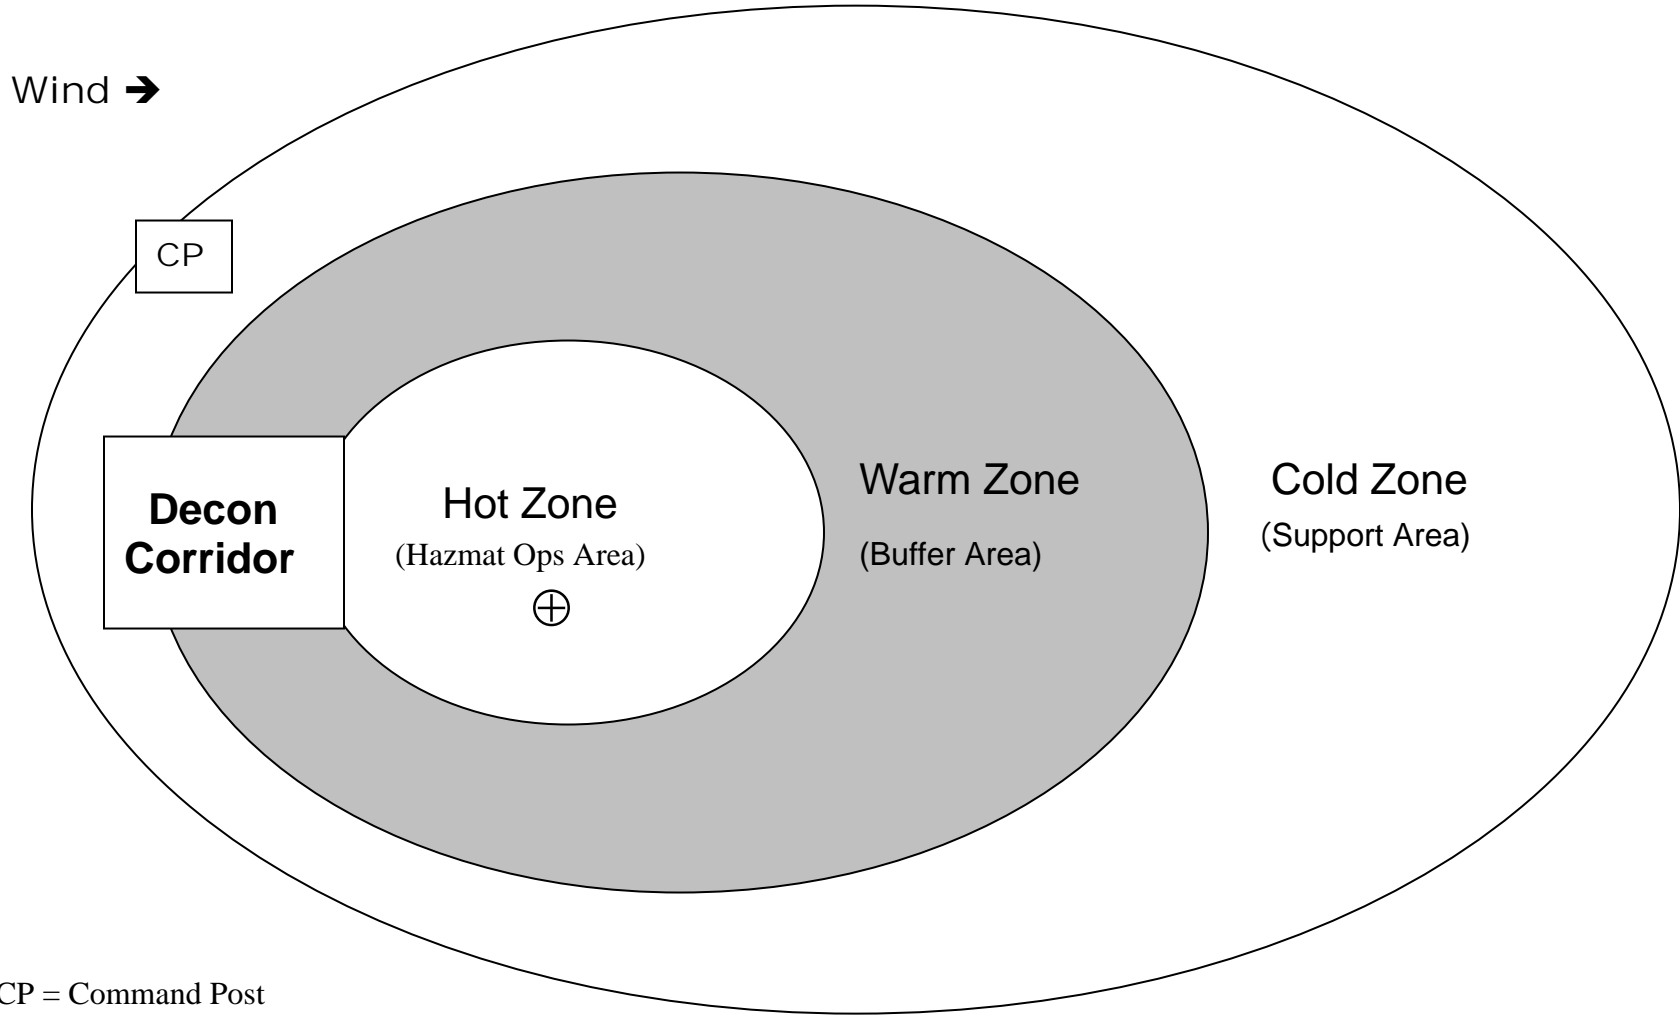 Wind ➔
CP
Decon
Corridor
Hot Zone
(Hazmat Ops Area)
Warm Zone
(Buffer Area)
Cold Zone
(Support Area)
CP = Command Post